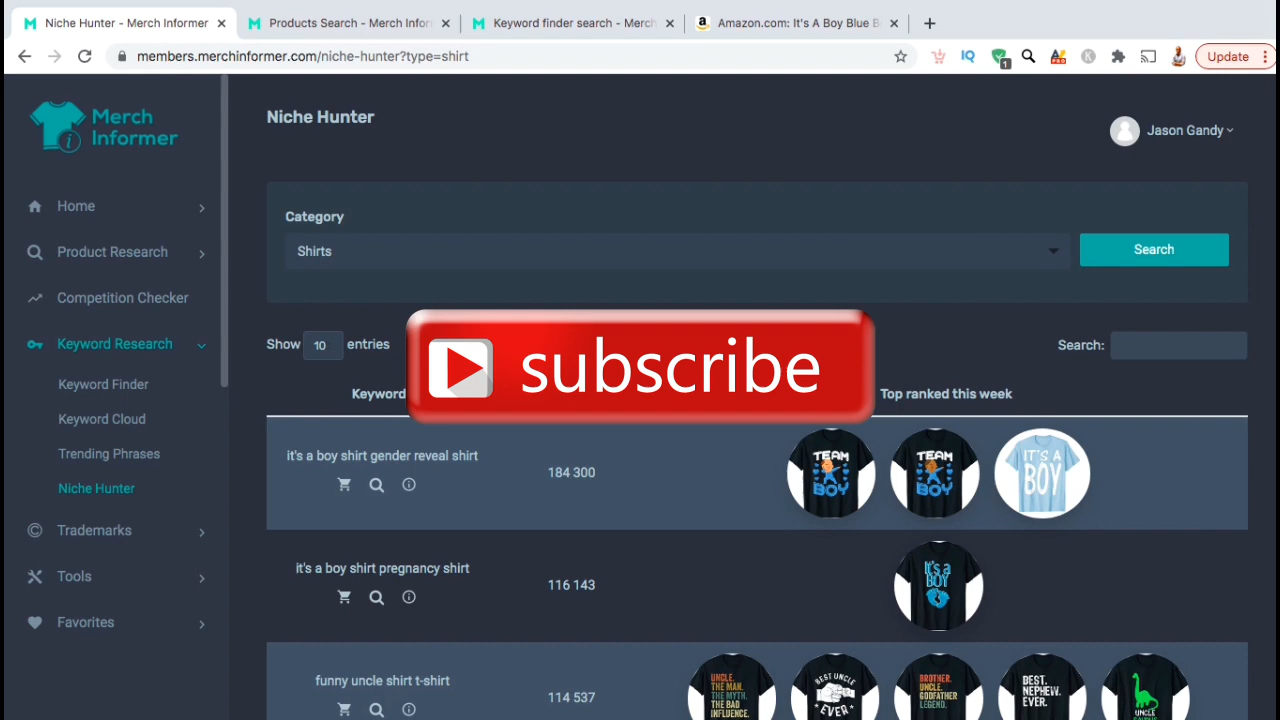 Niche Hunter - Merch Informer
Products Search - Merch Infor
Keyword finder search - Merch
Amazon.com: It's A Boy Blue B
members.merchinformer.com/niche-hunter?type=shirt
IQ
1
PRO
K
Update
Merch
Informer
Niche Hunter
Jason Gandy
Home
Product Research
Competition Checker
Keyword Research
Keyword Finder
Keyword Cloud
Trending Phrases
Niche Hunter
Trademarks
Tools
Favorites
Category
Shirts
Search
Show 10 entries
Search:
subscribe
Keyword
Top ranked this week
it's a boy shirt gender reveal shirt
184 300
TEAM
BOY
TEAM
BOY
IT'S A
BOY
it's a boy shirt pregnancy shirt
116 143
It's a
BOY
funny uncle shirt t-shirt
114 537
UNCLE.
THE MAN.
THE MYTH.
THE BAD
INFLUENCE.
BEST UNCLE
EVER
BROTHER.
UNCLE.
GODFATHER
LEGEND.
BEST.
NEPHEW.
EVER.
UNCLE